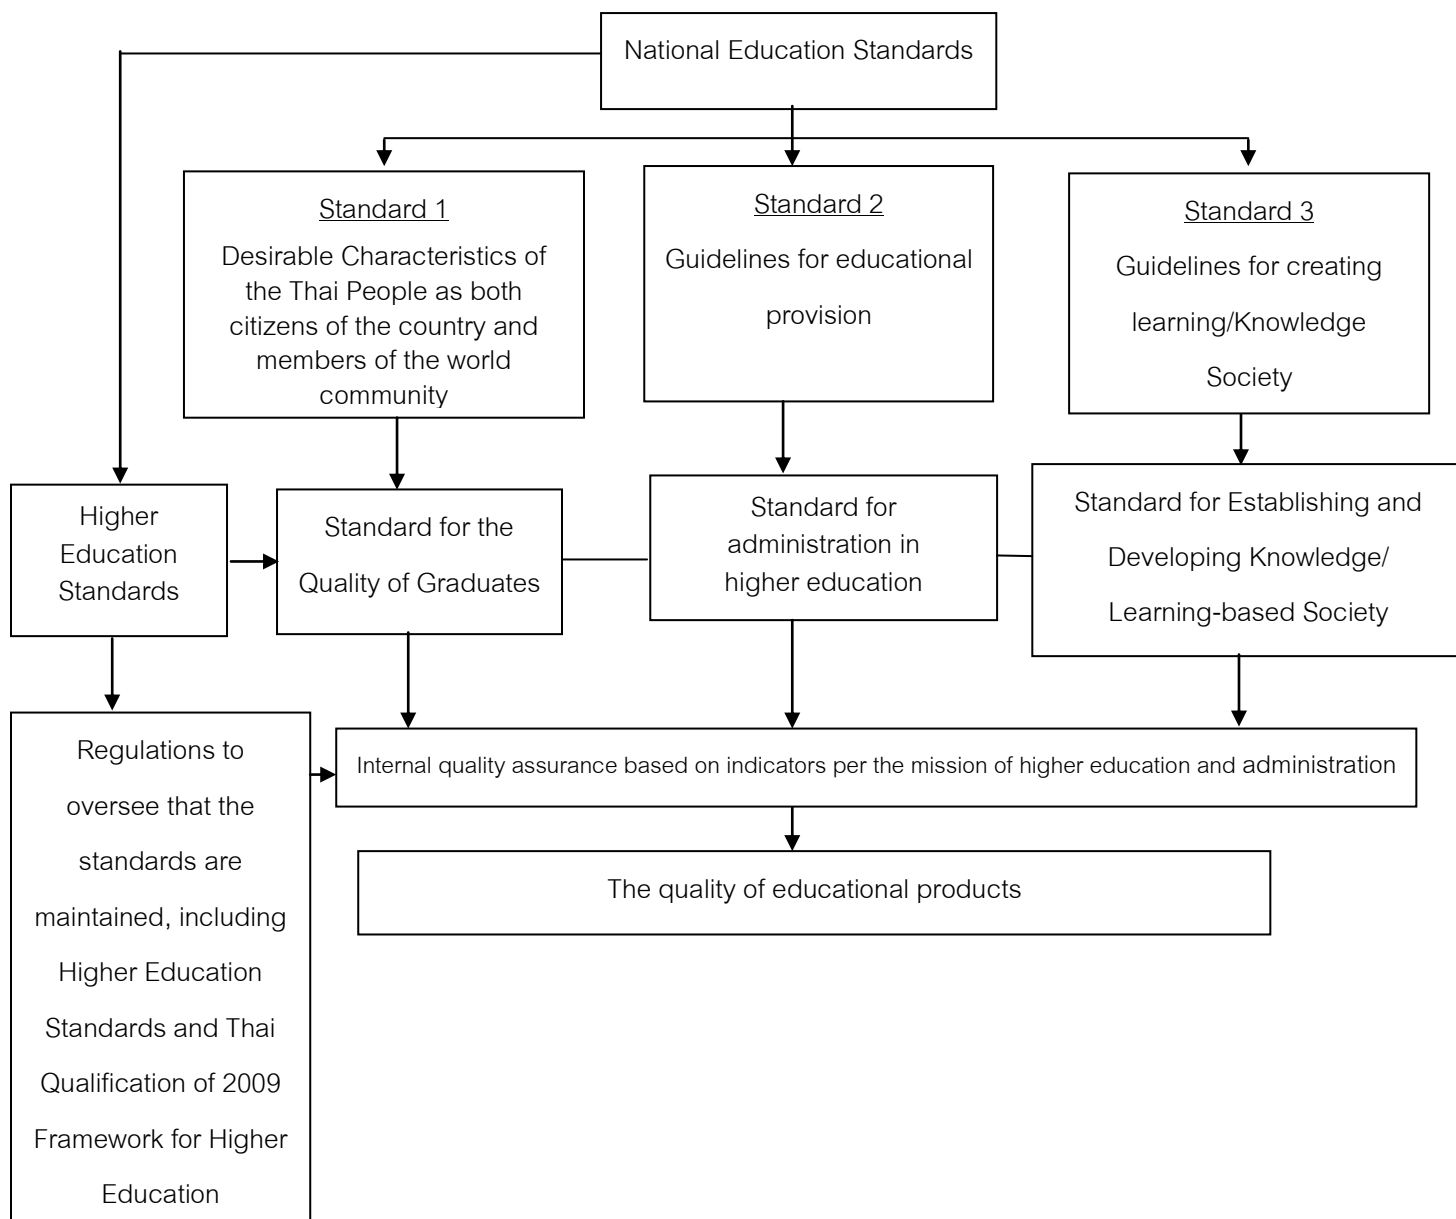 National Education Standards
Standard 1
Desirable Characteristics of
the Thai People as both
citizens of the country and
members of the world
community
Standard 2
Guidelines for educational
provision
Standard 3
Guidelines for creating
learning/Knowledge
Society
Higher
Education
Standards
Standard for the
Quality of Graduates
Standard for
administration in
higher education
Standard for Establishing and
Developing Knowledge/
Learning-based Society
Regulations to
oversee that the
standards are
maintained, including
Higher Education
Standards and Thai
Qualification of 2009
Framework for Higher
Education
Internal quality assurance based on indicators per the mission of higher education and administration
The quality of educational products